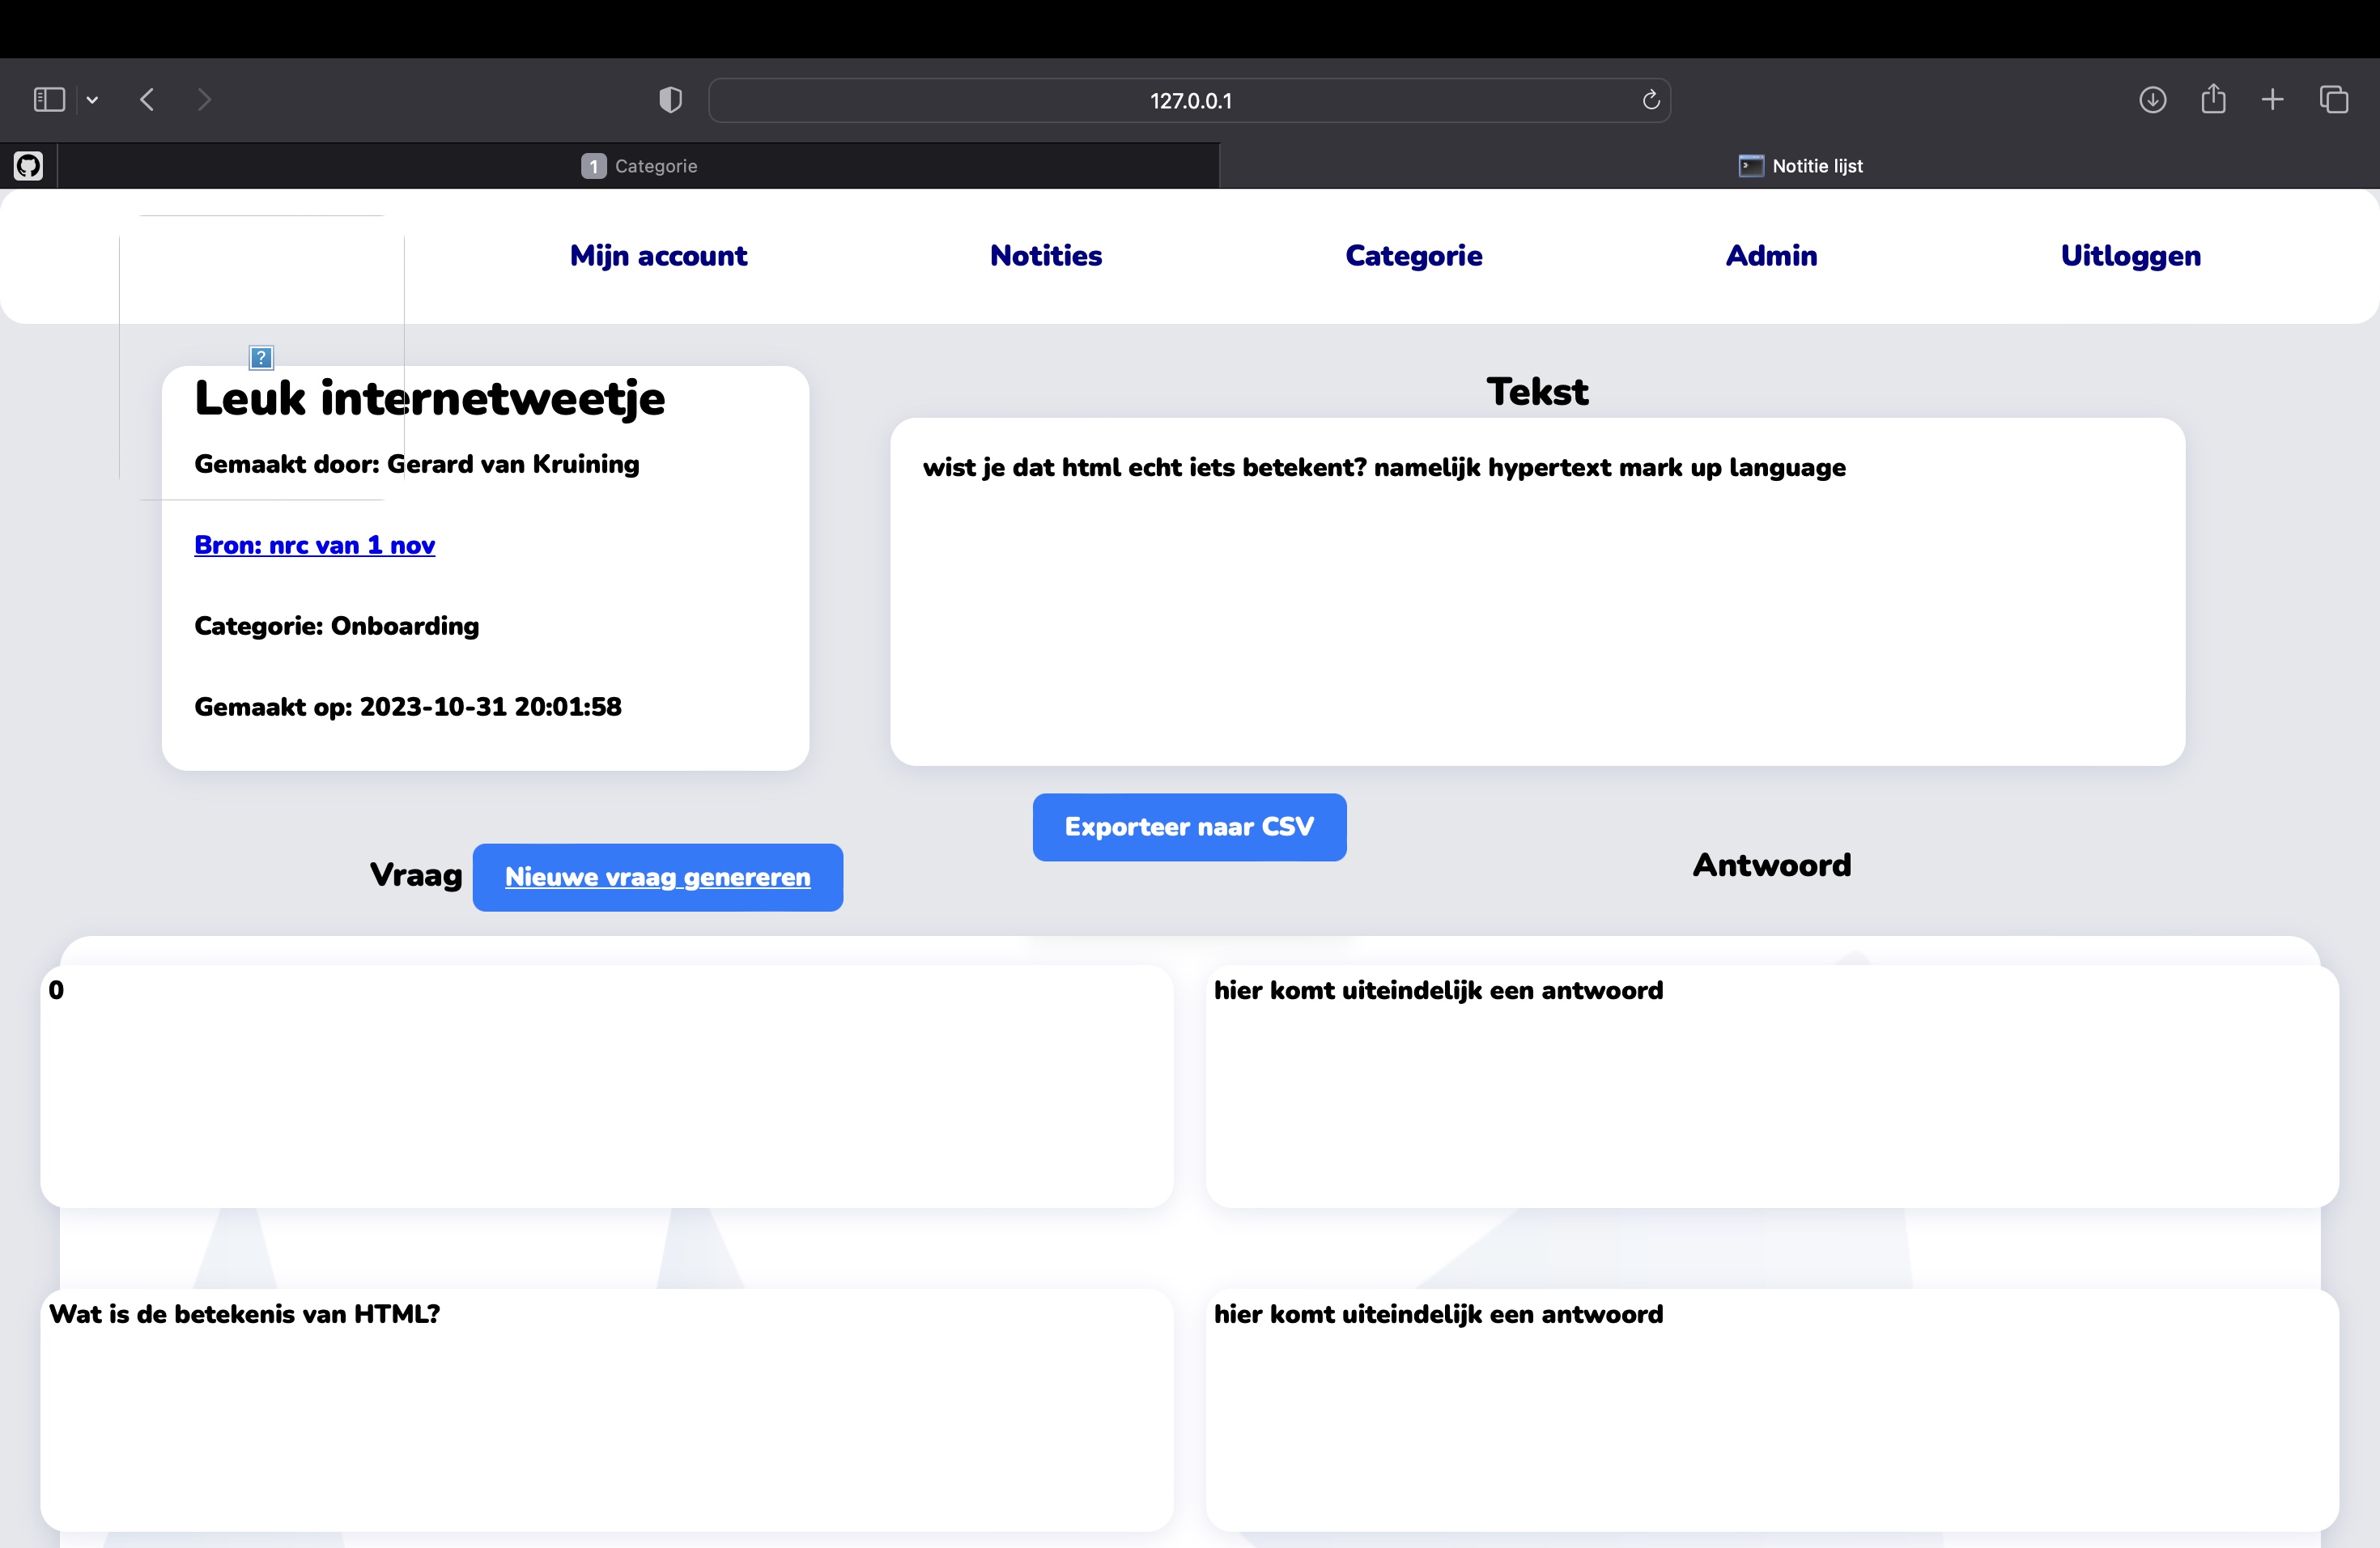 127.0.0.1
1 Categorie
Notitie lijst
Mijn account
Notities
Categorie
Admin
Uitloggen
?
Leuk internetweetje
Gemaakt door: Gerard van Kruining
Bron: nrc van 1 nov
Categorie: Onboarding
Gemaakt op: 2023-10-31 20:01:58
Tekst
wist je dat html echt iets betekent? namelijk hypertext mark up language
Exporteer naar CSV
Vraag
Nieuwe vraag genereren
Antwoord
0
hier komt uiteindelijk een antwoord
Wat is de betekenis van HTML?
hier komt uiteindelijk een antwoord